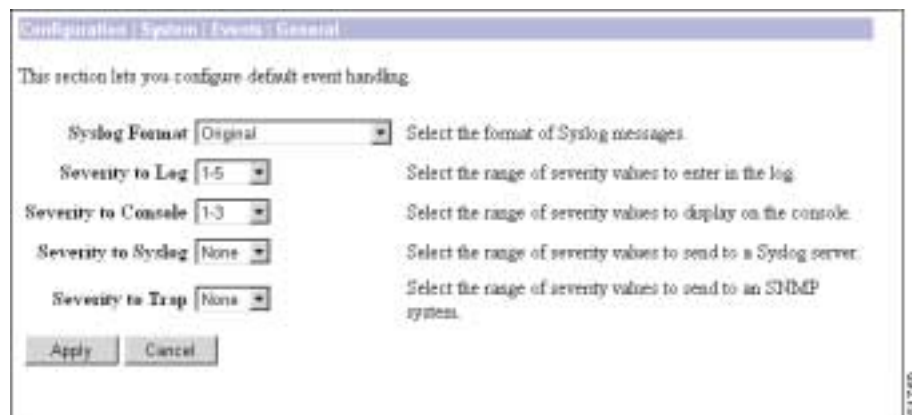 Configuration | System | Events | General
This section lets you configure default event handling.
Syslog Format Original Select the format of Syslog messages.
Severity to Log 1-5 Select the range of severity values to enter in the log.
Severity to Console 1-3 Select the range of severity values to display on the console.
Severity to Syslog None Select the range of severity values to send to a Syslog server.
Severity to Trap None Select the range of severity values to send to an SNMP
system.
Apply Cancel